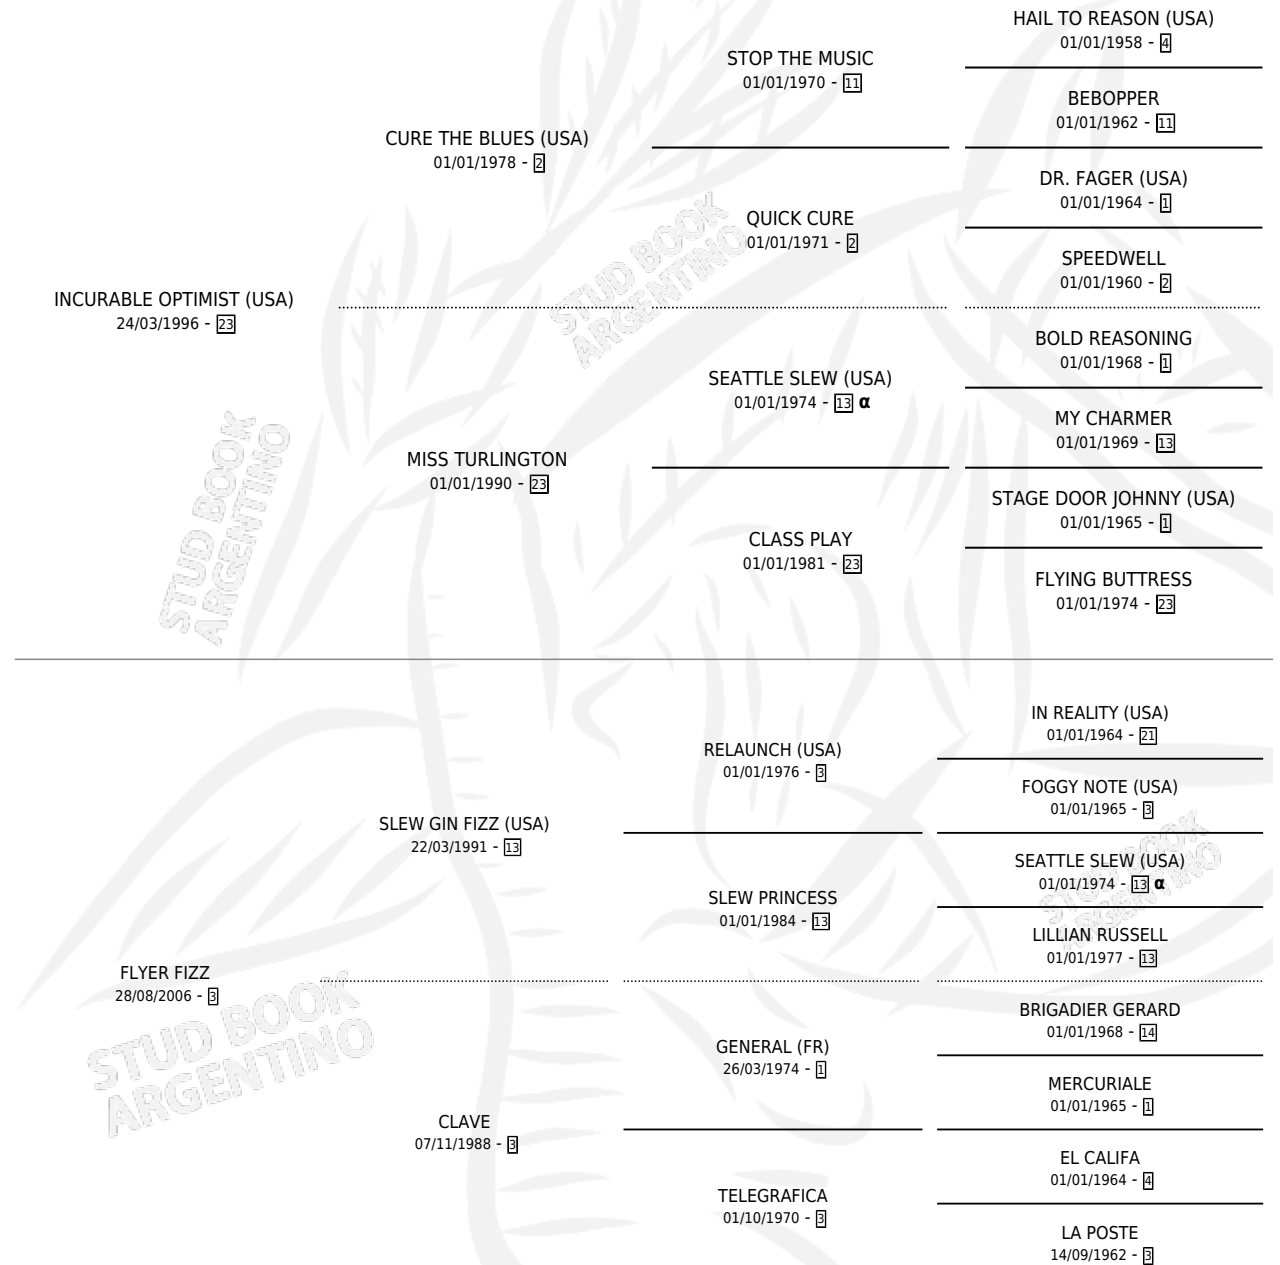 HAIL TO REASON (USA)
01/01/1958 - 4
STOP THE MUSIC
01/01/1970 - 11
BEBOPPER
01/01/1962 - 11
CURE THE BLUES (USA)
01/01/1978 - 2
DR. FAGER (USA)
01/01/1964 - 1
QUICK CURE
01/01/1971 - 2
SPEEDWELL
01/01/1960 - 2
INCURABLE OPTIMIST (USA)
24/03/1996 - 23
BOLD REASONING
01/01/1968 - 1
SEATTLE SLEW (USA)
01/01/1974 - 13 α
MY CHARMER
01/01/1969 - 13
MISS TURLINGTON
01/01/1990 - 23
STAGE DOOR JOHNNY (USA)
01/01/1965 - 1
CLASS PLAY
01/01/1981 - 23
FLYING BUTTRESS
01/01/1974 - 23
IN REALITY (USA)
01/01/1964 - 21
RELAUNCH (USA)
01/01/1976 - 3
FOGGY NOTE (USA)
01/01/1965 - 3
SLEW GIN FIZZ (USA)
22/03/1991 - 13
SEATTLE SLEW (USA)
01/01/1974 - 13 α
SLEW PRINCESS
01/01/1984 - 13
LILLIAN RUSSELL
01/01/1977 - 13
FLYER FIZZ
28/08/2006 - 3
BRIGADIER GERARD
01/01/1968 - 14
GENERAL (FR)
26/03/1974 - 1
MERCURIALE
01/01/1965 - 1
CLAVE
07/11/1988 - 3
EL CALIFA
01/01/1964 - 4
TELEGRAFICA
01/10/1970 - 3
LA POSTE
14/09/1962 - 3
STUD BOOK
ARGENTINO
STUD BOOK
ARGENTINO
STUD BOOK
ARGENTINO
STUD BOOK
ARGENTINO